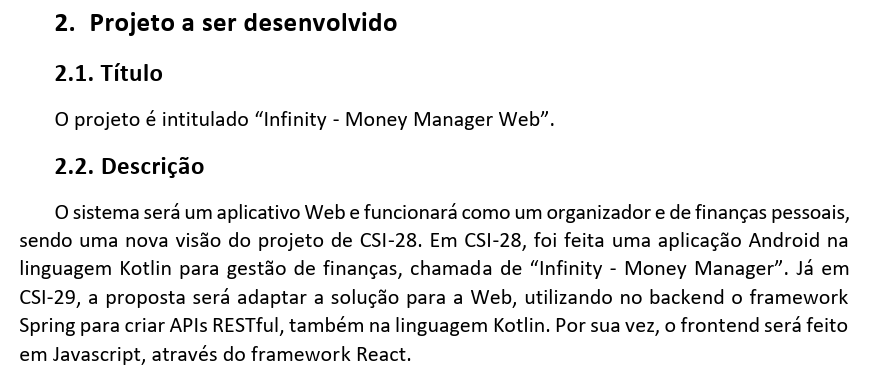 2. Projeto a ser desenvolvido
2.1. Título
O projeto é intitulado “Infinity - Money Manager Web”.
2.2. Descrição
O sistema será um aplicativo Web e funcionará como um organizador e de finanças pessoais,
sendo uma nova visão do projeto de CSI-28. Em CSI-28, foi feita uma aplicação Android na
linguagem Kotlin para gestão de finanças, chamada de “Infinity - Money Manager”. Já em
CSI-29, a proposta será adaptar a solução para a Web, utilizando no backend o framework
Spring para criar APIs RESTful, também na linguagem Kotlin. Por sua vez, o frontend será feito
em Javascript, através do framework React.